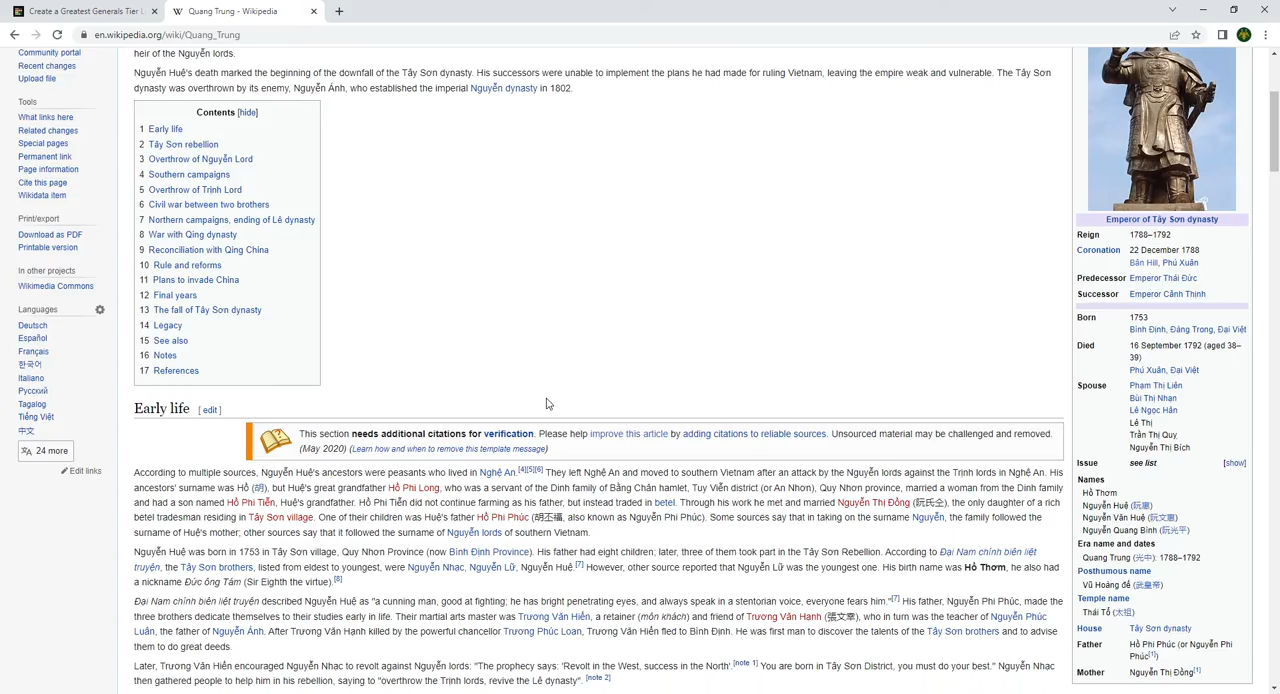 Create a Greatest Generals Tier L
Quang Trung - Wikipedia
en.wikipedia.org/wiki/Quang_Trung
Community portal
Recent changes
Upload file
Tools
What links here
Related changes
Special pages
Permanent link
Page information
Cite this page
Wikidata item
Print/export
Download as PDF
Printable version
In other projects
Wikimedia Commons
Languages
Deutsch
Español
Français
한국어
Italiano
Русский
Tagalog
Tiếng Việt
中文
24 more
Edit links
heir of the Nguyễn lords.
Nguyễn Huệ's death marked the beginning of the downfall of the Tây Sơn dynasty. His successors were unable to implement the plans he had made for ruling Vietnam, leaving the empire weak and vulnerable. The Tây Sơn
dynasty was overthrown by its enemy, Nguyễn Ánh, who established the imperial Nguyễn dynasty in 1802.
Contents [hide]
1 Early life
2 Tây Sơn rebellion
3 Overthrow of Nguyễn Lord
4 Southern campaigns
5 Overthrow of Trịnh Lord
6 Civil war between two brothers
7 Northern campaigns, ending of Lê dynasty
8 War with Qing dynasty
9 Reconciliation with Qing China
10 Rule and reforms
11 Plans to invade China
12 Final years
13 The fall of Tây Sơn dynasty
14 Legacy
15 See also
16 Notes
17 References
Early life [ edit ]
This section needs additional citations for verification. Please help improve this article by adding citations to reliable sources. Unsourced material may be challenged and removed.
(May 2020) (Learn how and when to remove this template message)
According to multiple sources, Nguyễn Huệ's ancestors were peasants who lived in Nghệ An.[4][5][6] They left Nghệ An and moved to southern Vietnam after an attack by the Nguyễn lords against the Trịnh lords in Nghệ An. His
ancestors' surname was Hồ (胡), but Huệ's great grandfather Hồ Phi Long, who was a servant of the Đinh family of Bằng Chân hamlet, Tuy Viễn district (or An Nhơn), Quy Nhơn province, married a woman from the Đinh family
and had a son named Hồ Phi Tiễn, Huệ's grandfather. Hồ Phi Tiễn did not continue farming as his father, but instead traded in betel. Through his work he met and married Nguyễn Thị Đồng (阮氏仝), the only daughter of a rich
betel tradesman residing in Tây Sơn village. One of their children was Huệ's father Hồ Phi Phúc (胡丕福, also known as Nguyễn Phi Phúc). Some sources say that in taking on the surname Nguyễn, the family followed the
surname of Huệ's mother; other sources say that it followed the surname of Nguyễn lords of southern Vietnam.
Nguyễn Huệ was born in 1753 in Tây Sơn village, Quy Nhơn Province (now Bình Định Province). His father had eight children; later, three of them took part in the Tây Sơn Rebellion. According to Đại Nam chính biên liệt
truyện, the Tây Sơn brothers, listed from eldest to youngest, were Nguyễn Nhạc, Nguyễn Lữ, Nguyễn Huệ.[7] However, other source reported that Nguyễn Lữ was the youngest one. His birth name was Hồ Thơm, he also had
a nickname Đức ông Tám (Sir Eighth the virtue).[8]
Đại Nam chính biên liệt truyện described Nguyễn Huệ as "a cunning man, good at fighting; he has bright penetrating eyes, and always speak in a stentorian voice, everyone fears him."[7] His father, Nguyễn Phi Phúc, made the
three brothers dedicate themselves to their studies early in life. Their martial arts master was Trương Văn Hiến, a retainer (môn khách) and friend of Trương Văn Hạnh (張文幸), who in turn was the teacher of Nguyễn Phúc
Luân, the father of Nguyễn Ánh. After Trương Văn Hạnh killed by the powerful chancellor Trương Phúc Loan, Trương Văn Hiến fled to Bình Định. He was first man to discover the talents of the Tây Sơn brothers and to advise
them to do great deeds.
Later, Trương Văn Hiến encouraged Nguyễn Nhạc to revolt against Nguyễn lords: "The prophecy says: 'Revolt in the West, success in the North'.[note 1] You are born in Tây Sơn District, you must do your best." Nguyễn Nhạc
then gathered people to help him in his rebellion, saying to "overthrow the Trịnh lords, revive the Lê dynasty". [note 2]
Emperor of Tây Sơn dynasty
Reign 1788–1792
Coronation 22 December 1788
Bân Hill, Phú Xuân
Predecessor Emperor Thái Đức
Successor Emperor Cảnh Thịnh
Born 1753
Bình Định, Đàng Trong, Đại Việt
Died 16 September 1792 (aged 38–
39)
Phú Xuân, Đại Việt
Spouse Phạm Thị Liên
Bùi Thị Nhạn
Lê Ngọc Hân
Lê Thị
Trần Thị Quỵ
Nguyễn Thị Bích
Issue see list [show]
Names
Hồ Thơm
Nguyễn Huệ (阮惠)
Nguyễn Văn Huệ (阮文惠)
Nguyễn Quang Bình (阮光平)
Era name and dates
Quang Trung (光中): 1788–1792
Posthumous name
Vũ Hoàng đế (武皇帝)
Temple name
Thái Tổ (太祖)
House Tây Sơn dynasty
Father Hồ Phi Phúc (or Nguyễn Phi
Phúc[1])
Mother Nguyễn Thị Đồng[1]